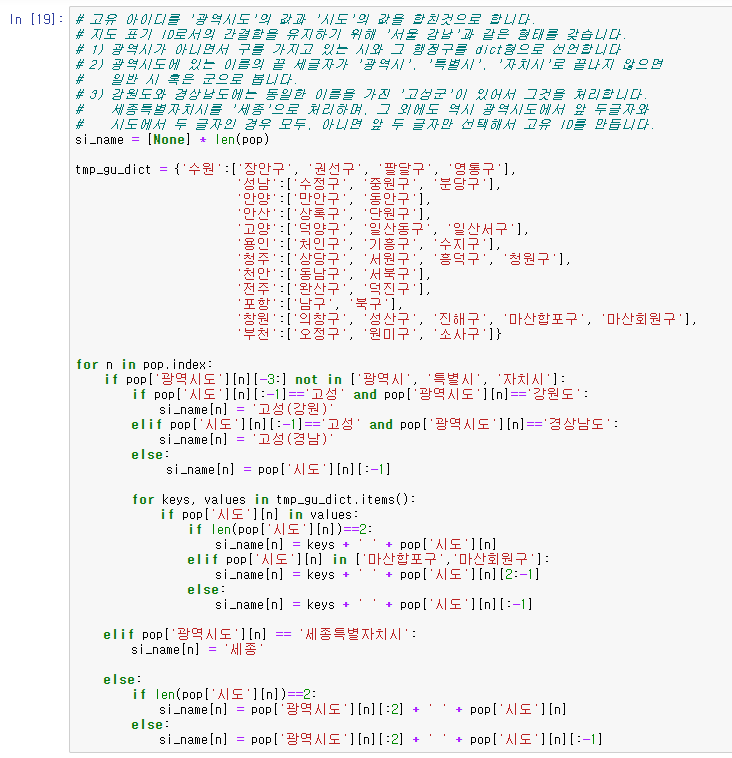 In [19]: # 고유 아이디를 '광역시도'의 값과 '시도'의 값을 합친것으로 합니다.
# 지도 표기 ID로서의 간결함을 유지하기 위해 '서울 강남'과 같은 형태를 갖습니다.
# 1) 광역시가 아니면서 구를 가지고 있는 시와 그 행정구를 dict형으로 선언합니다
# 2) 광역시도에 있는 이름의 끝 세글자가 '광역시', '특별시', '자치시'로 끝나지 않으면
#    일반 시 혹은 군으로 봅니다.
# 3) 강원도와 경상남도에는 동일한 이름을 가진 '고성군'이 있어서 그것을 처리합니다.
#    세종특별자치시를 '세종'으로 처리하며, 그 외에도 역시 광역시도에서 앞 두글자와
#    시도에서 두 글자인 경우 모두, 아니면 앞 두 글자만 선택해서 고유 ID를 만듭니다.
si_name = [None] * len(pop)
tmp_gu_dict = {'수원':['장안구', '권선구', '팔달구', '영통구'],
'성남':['수정구', '중원구', '분당구'],
'안양':['만안구', '동안구'],
'안산':['상록구', '단원구'],
'고양':['덕양구', '일산동구', '일산서구'],
'용인':['처인구', '기흥구', '수지구'],
'청주':['상당구', '서원구', '흥덕구', '청원구'],
'천안':['동남구', '서북구'],
'전주':['완산구', '덕진구'],
'포항':['남구', '북구'],
'창원':['의창구', '성산구', '진해구', '마산합포구', '마산회원구'],
'부천':['오정구', '원미구', '소사구']}
for n in pop.index:
    if pop['광역시도'][n][-3:] not in ['광역시', '특별시', '자치시']:
        if pop['시도'][n][:-1]=='고성' and pop['광역시도'][n]=='강원도':
            si_name[n] = '고성(강원)'
        elif pop['시도'][n][:-1]=='고성' and pop['광역시도'][n]=='경상남도':
            si_name[n] = '고성(경남)'
        else:
             si_name[n] = pop['시도'][n][:-1]
        for keys, values in tmp_gu_dict.items():
            if pop['시도'][n] in values:
                if len(pop['시도'][n])==2:
                    si_name[n] = keys + ' ' + pop['시도'][n]
                elif pop['시도'][n] in ['마산합포구','마산회원구']:
                    si_name[n] = keys + ' ' + pop['시도'][n][2:-1]
                else:
                    si_name[n] = keys + ' ' + pop['시도'][n][:-1]
    elif pop['광역시도'][n] == '세종특별자치시':
        si_name[n] = '세종'
    else:
        if len(pop['시도'][n])==2:
            si_name[n] = pop['광역시도'][n][:2] + ' ' + pop['시도'][n]
        else:
            si_name[n] = pop['광역시도'][n][:2] + ' ' + pop['시도'][n][:-1]